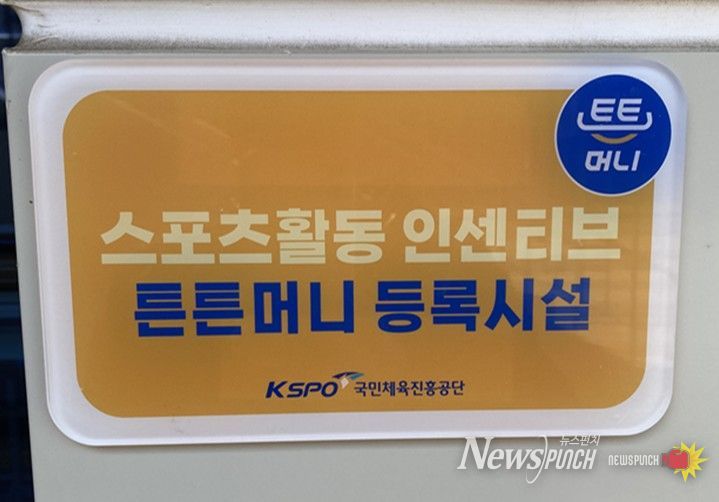 튼튼
머니
스포츠활동 인센티브
튼튼머니 등록시설
KSPO 국민체육진흥공단
뉴스펀치
NEWSPUNCH NEWSPUNCH